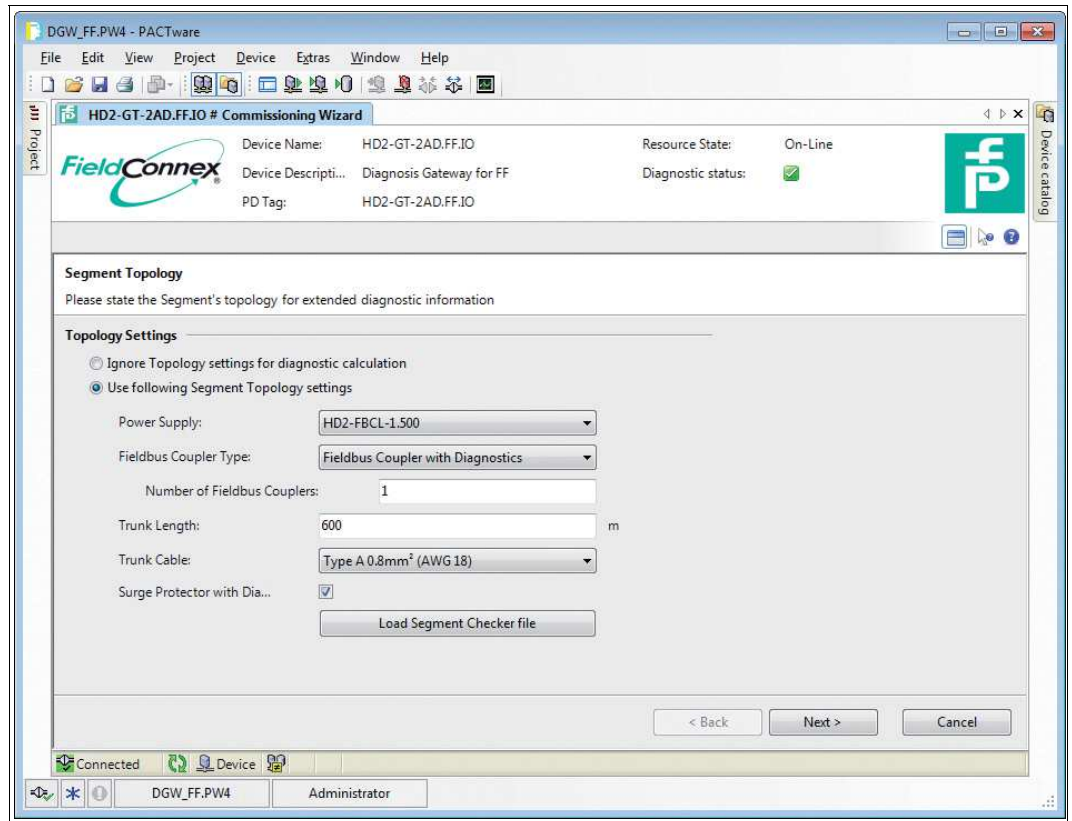 DGW_FF.PW4 - PACTware
File Edit View Project Device Extras Window Help
Project
HD2-GT-2AD.FF.IO # Commissioning Wizard
Device catalog
FieldConnex®
Device Name: HD2-GT-2AD.FF.IO Resource State: On-Line
Device Descripti... Diagnosis Gateway for FF Diagnostic status:
PD Tag: HD2-GT-2AD.FF.IO
Segment Topology
Please state the Segment's topology for extended diagnostic information
Topology Settings
Ignore Topology settings for diagnostic calculation
Use following Segment Topology settings
Power Supply: HD2-FBCL-1.500
Fieldbus Coupler Type: Fieldbus Coupler with Diagnostics
Number of Fieldbus Couplers: 1
Trunk Length: 600 m
Trunk Cable: Type A 0.8mm² (AWG 18)
Surge Protector with Dia...
Load Segment Checker file
< Back Next > Cancel
Connected Device
DGW_FF.PW4 Administrator